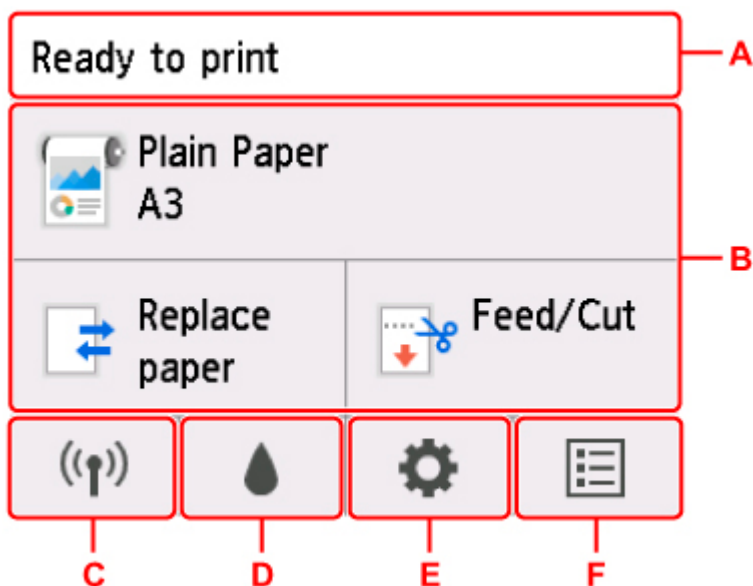 Ready to print
A
Plain Paper
A3
B
Replace
paper
Feed/Cut
C
D
E
F